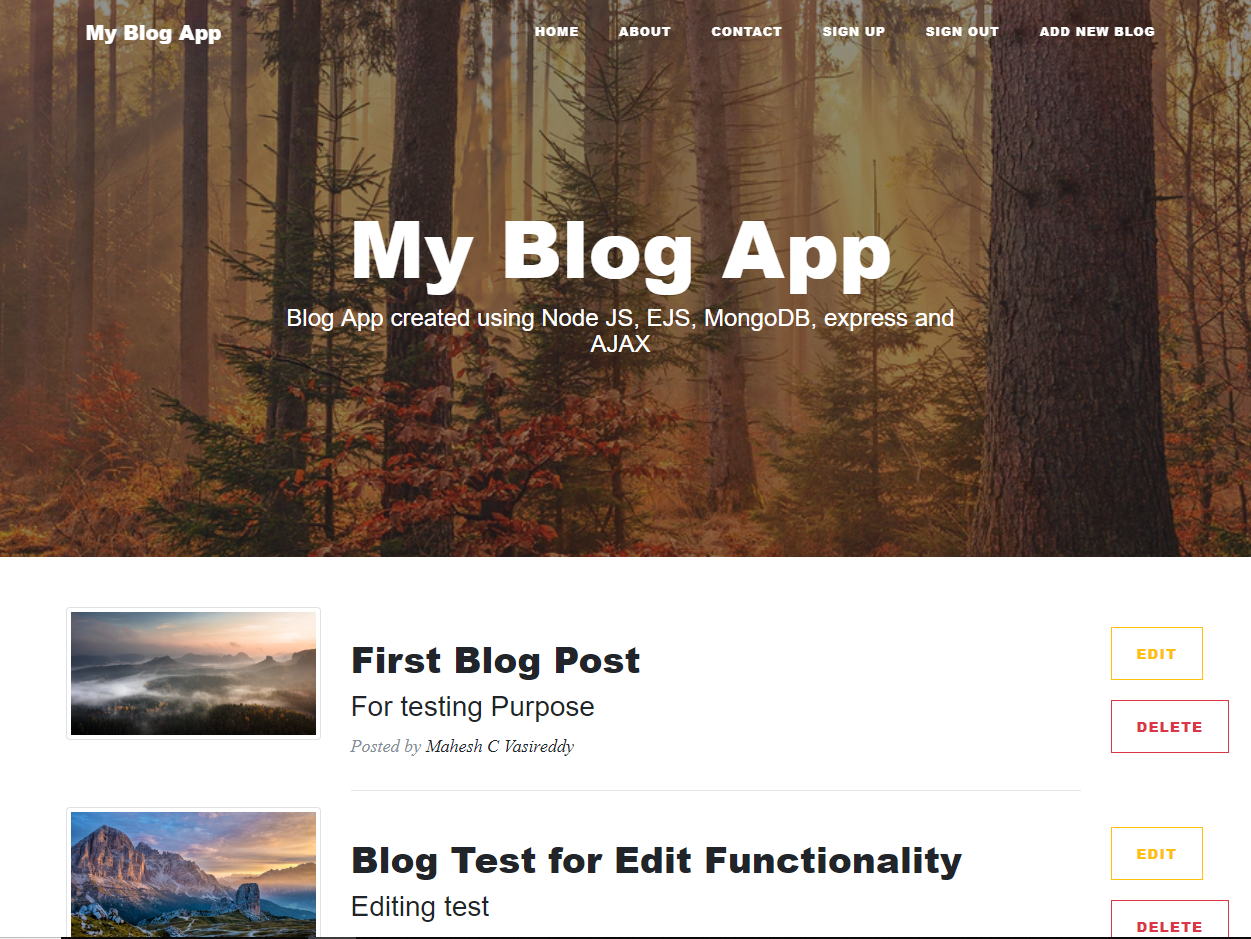 My Blog App
HOME ABOUT CONTACT SIGN UP SIGN OUT ADD NEW BLOG
My Blog App
Blog App created using Node JS, EJS, MongoDB, express and
AJAX
First Blog Post
For testing Purpose
Posted by Mahesh C Vasireddy
EDIT
DELETE
Blog Test for Edit Functionality
Editing test
EDIT
DELETE